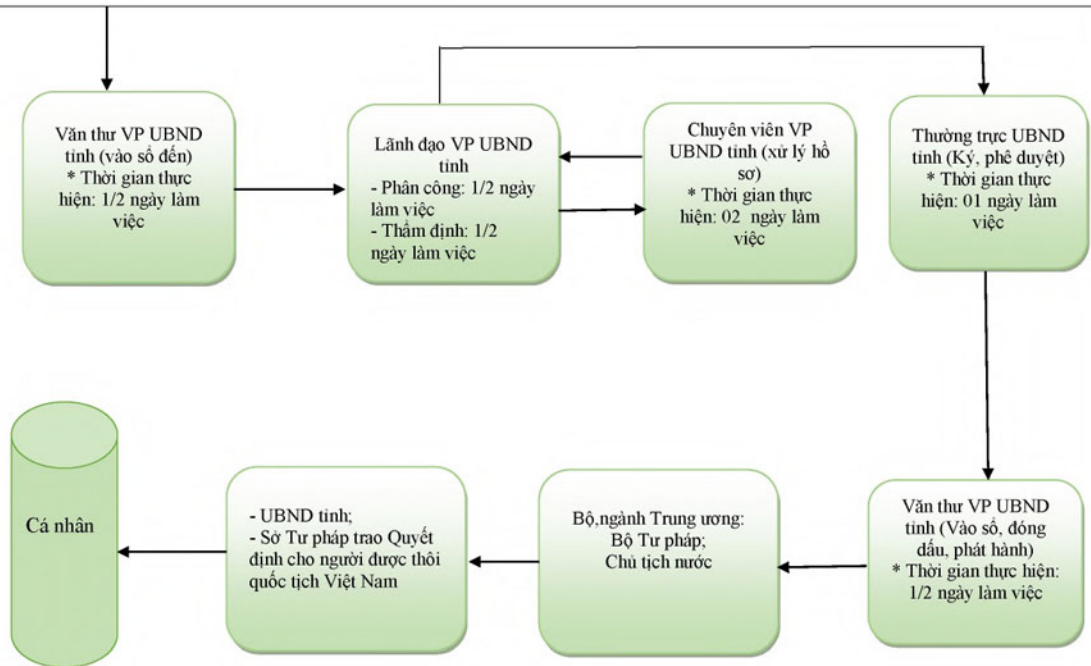 Văn thư VP UBND
tỉnh (vào sổ đến)
* Thời gian thực
hiện: 1/2 ngày làm
việc
Lãnh đạo VP UBND
tỉnh
- Phân công: 1/2 ngày
làm việc
- Thẩm định: 1/2
ngày làm việc
Chuyên viên VP
UBND tỉnh (xử lý hồ
sơ)
* Thời gian thực
hiện: 02 ngày làm
việc
Thường trực UBND
tỉnh (Ký, phê duyệt)
* Thời gian thực
hiện: 01 ngày làm
việc
Văn thư VP UBND
tỉnh (Vào sổ, đóng
dấu, phát hành)
* Thời gian thực hiện:
1/2 ngày làm việc
Bộ,ngành Trung ương:
Bộ Tư pháp;
Chủ tịch nước
- UBND tỉnh;
- Sở Tư pháp trao Quyết
định cho người được thôi
quốc tịch Việt Nam
Cá nhân